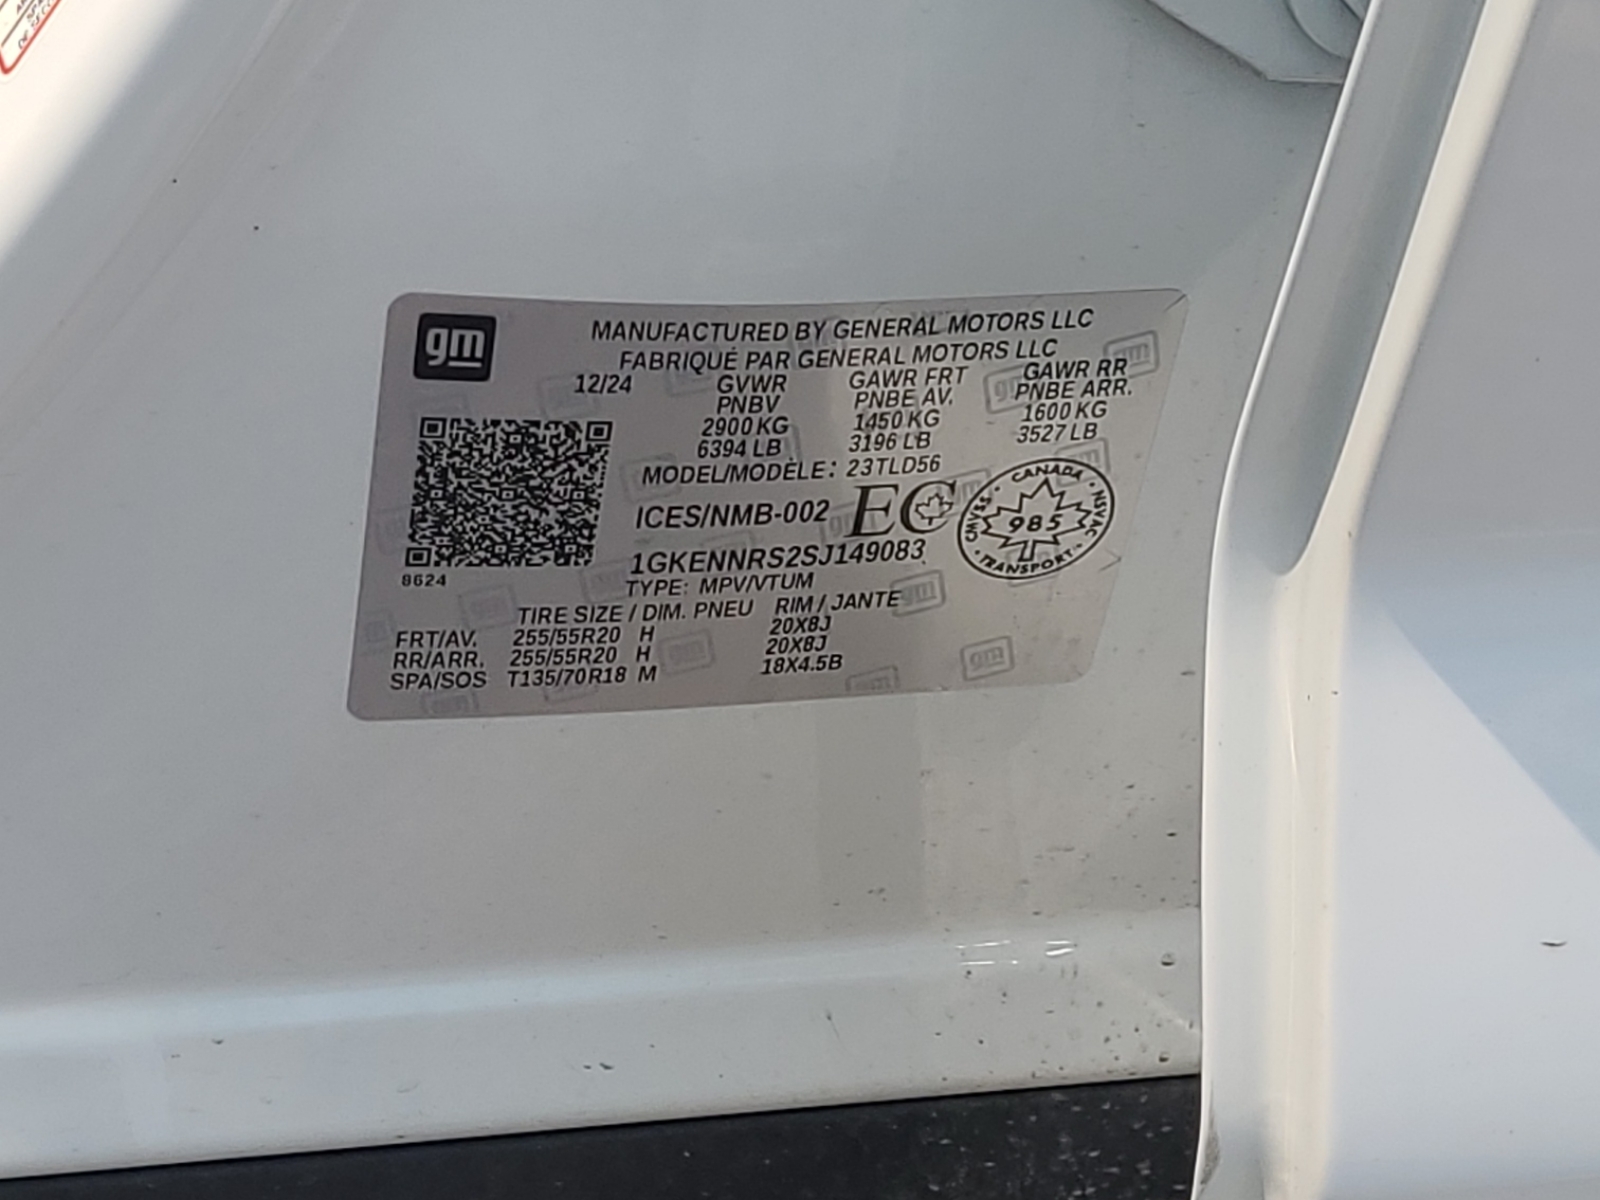 gm
MANUFACTURED BY GENERAL MOTORS LLC
FABRIQUÉ PAR GENERAL MOTORS LLC
12/24 GVWR GAWR FRT GAWR RR
PNBV PNBE AV. PNBE ARR.
2900 KG 1450 KG 1600 KG
6394 LB 3196 LB 3527 LB
MODEL/MODÈLE: 23TLD56
ICES/NMB-002 EC
CANADA
CMVSS 985 NSVAC
TRANSPORT
1GKENNRS2SJ149083
8624
TYPE: MPV/VTUM
TIRE SIZE / DIM. PNEU RIM / JANTE
FRT/AV. 255/55R20 H 20X8J
RR/ARR. 255/55R20 H 20X8J
SPA/SOS T135/70R18 M 18X4.5B